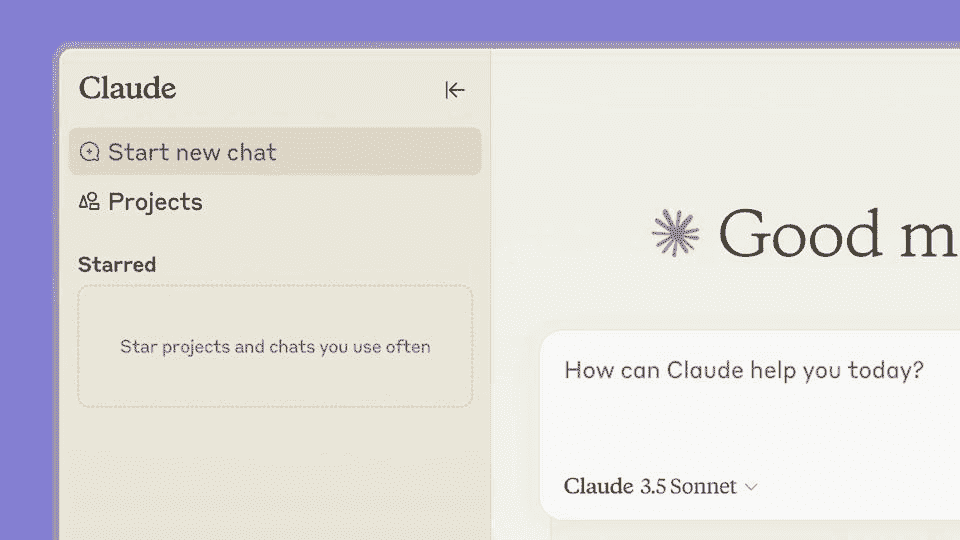 Claude
Start new chat
Projects
Starred
Star projects and chats you use often
Good m
How can Claude help you today?
Claude 3.5 Sonnet